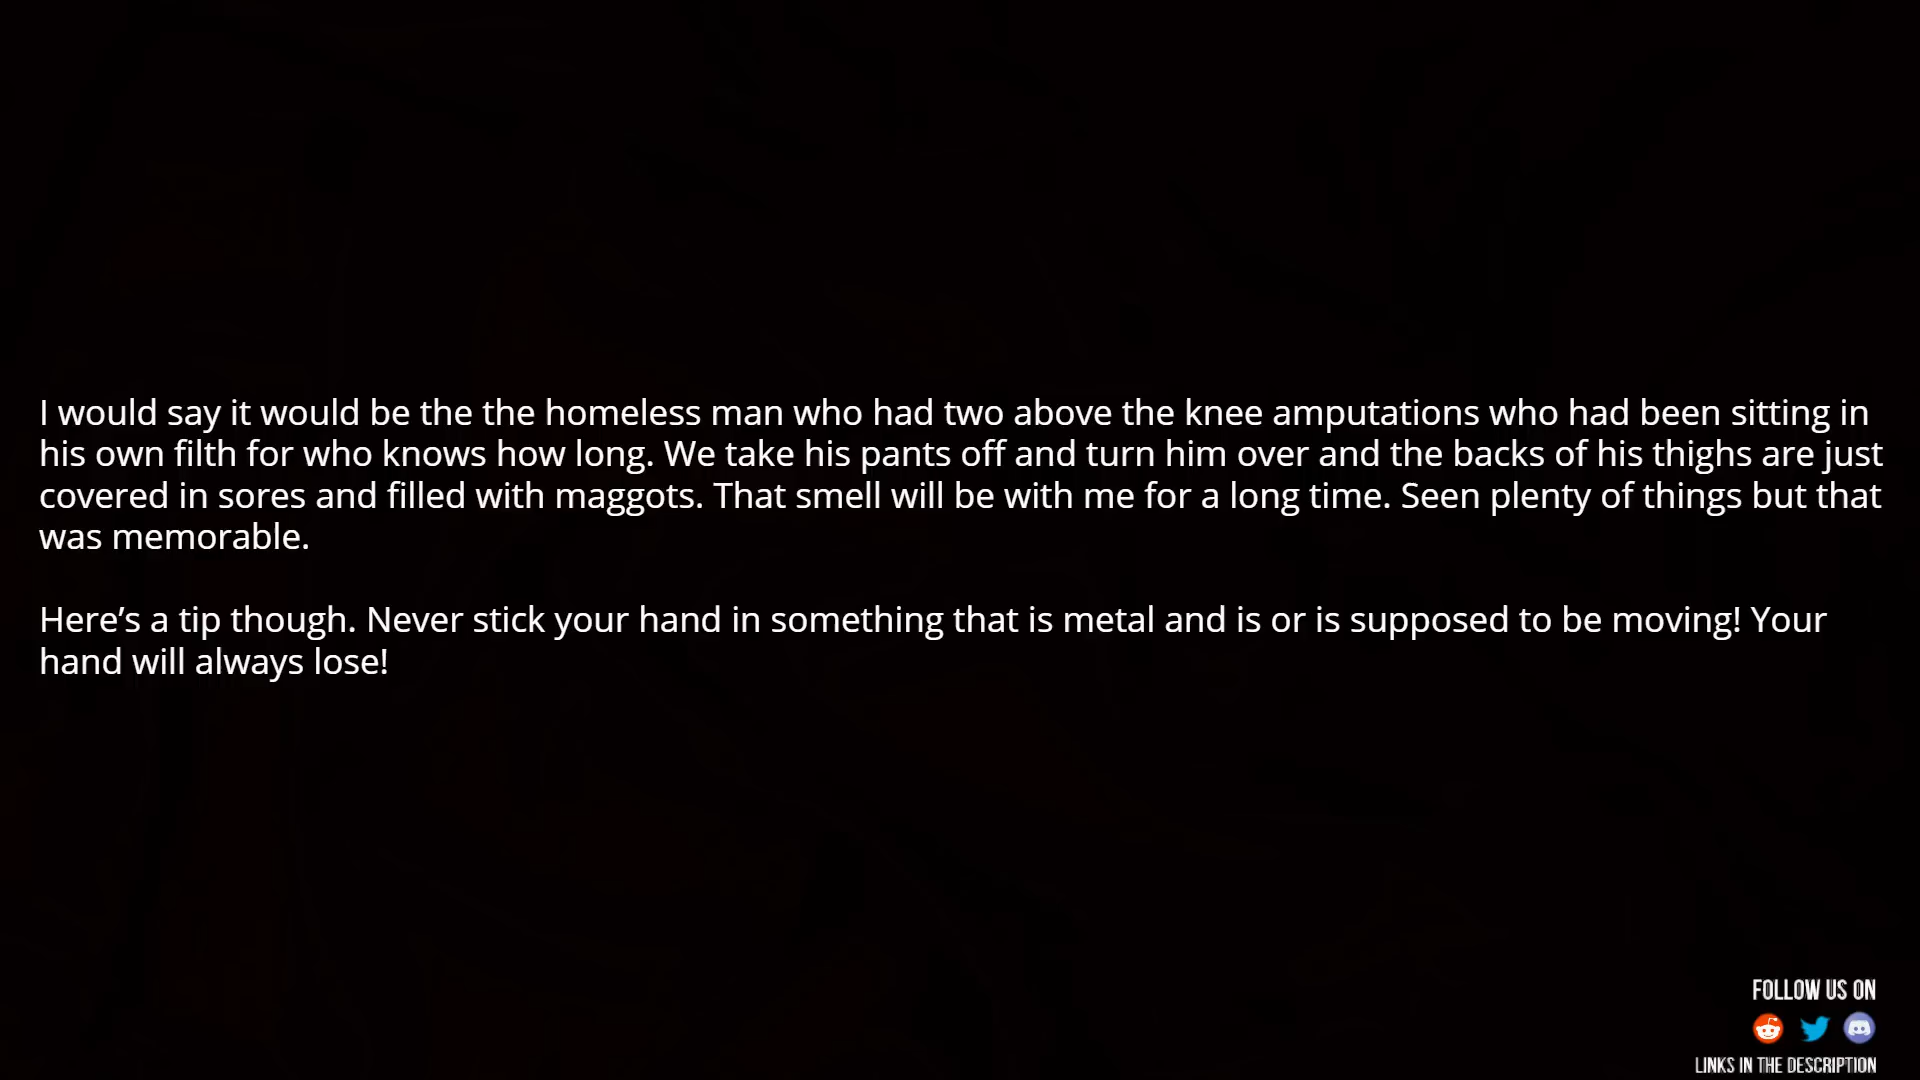 I would say it would be the the homeless man who had two above the knee amputations who had been sitting in
his own filth for who knows how long. We take his pants off and turn him over and the backs of his thighs are just
covered in sores and filled with maggots. That smell will be with me for a long time. Seen plenty of things but that
was memorable.
Here’s a tip though. Never stick your hand in something that is metal and is or is supposed to be moving! Your
hand will always lose!
FOLLOW US ON
LINKS IN THE DESCRIPTION